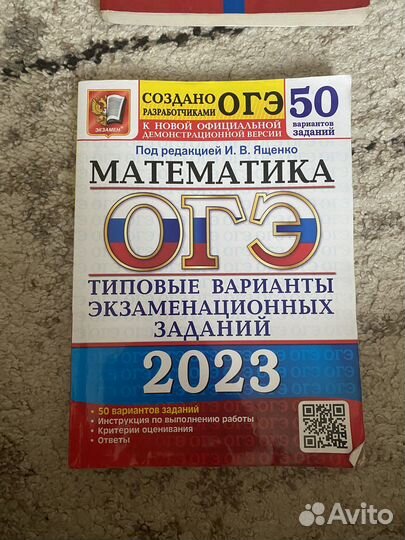 СОЗДАНО
РАЗРАБОТЧИКАМИ
ОГЭ
К НОВОЙ ОФИЦИАЛЬНОЙ
ДЕМОНСТРАЦИОННОЙ ВЕРСИИ
50
вариантов
заданий
ЭКЗАМЕН
Под редакцией И. В. Ященко
МАТЕМАТИКА
ОГЭ
ТИПОВЫЕ ВАРИАНТЫ
ЭКЗАМЕНАЦИОННЫХ
ЗАДАНИЙ
2023
• 50 вариантов заданий
• Инструкция по выполнению работы
• Критерии оценивания
• Ответы
Avito